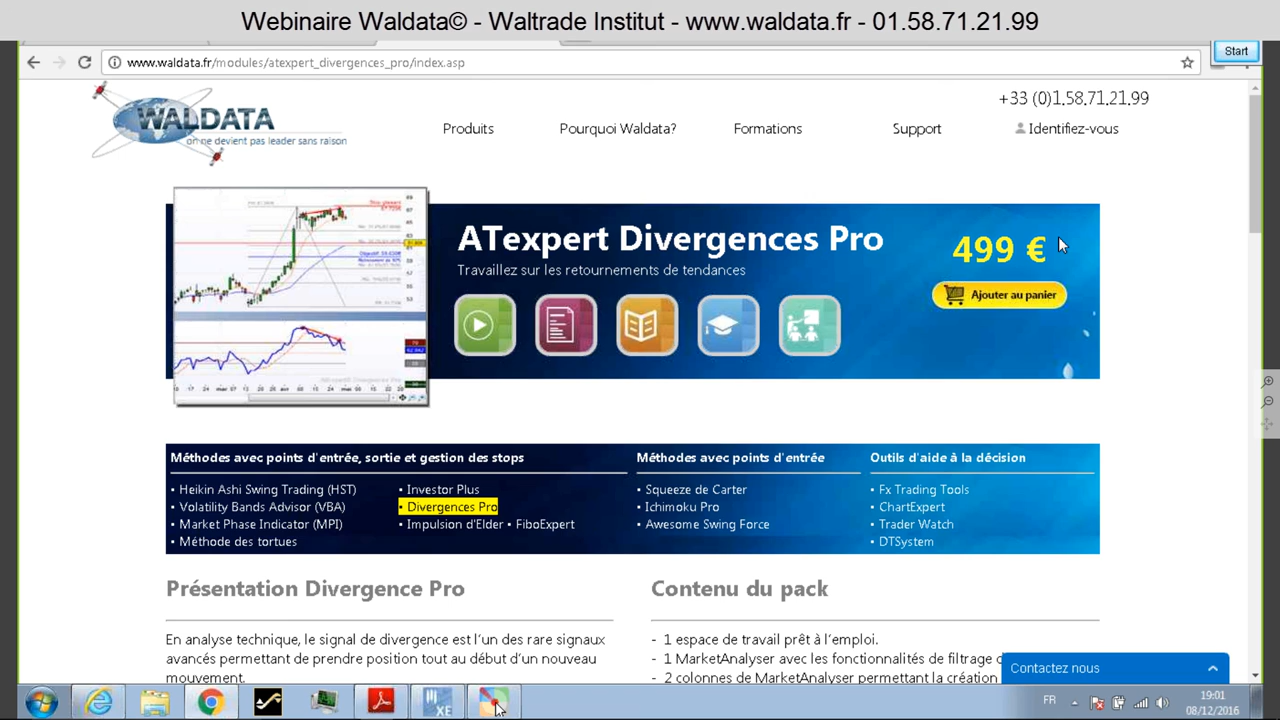 Webinaire Waldata© - Waltrade Institut - www.waldata.fr - 01.58.71.21.99
Start
www.waldata.fr/modules/atexpert_divergences_pro/index.asp
WALDATA
on ne devient pas leader sans raison
+33 (0)1.58.71.21.99
Produits Pourquoi Waldata? Formations Support Identifiez-vous
ATexpert Divergences Pro
499 €
Travaillez sur les retournements de tendances
Ajouter au panier
Méthodes avec points d'entrée, sortie et gestion des stops
Méthodes avec points d'entrée
Outils d'aide à la décision
▪ Heikin Ashi Swing Trading (HST) ▪ Investor Plus ▪ Squeeze de Carter ▪ Fx Trading Tools
▪ Volatility Bands Advisor (VBA) ▪ Divergences Pro ▪ Ichimoku Pro ▪ ChartExpert
▪ Market Phase Indicator (MPI) ▪ Impulsion d'Elder ▪ FiboExpert ▪ Awesome Swing Force ▪ Trader Watch
▪ Méthode des tortues ▪ DTSystem
Présentation Divergence Pro
En analyse technique, le signal de divergence est l'un des rare signaux
avancés permettant de prendre position tout au début d'un nouveau
mouvement.
Contenu du pack
- 1 espace de travail prêt à l'emploi.
- 1 MarketAnalyser avec les fonctionnalités de filtrage
- 2 colonnes de MarketAnalyser permettant la création
Contactez nous
XE
FR
19:01
08/12/2016